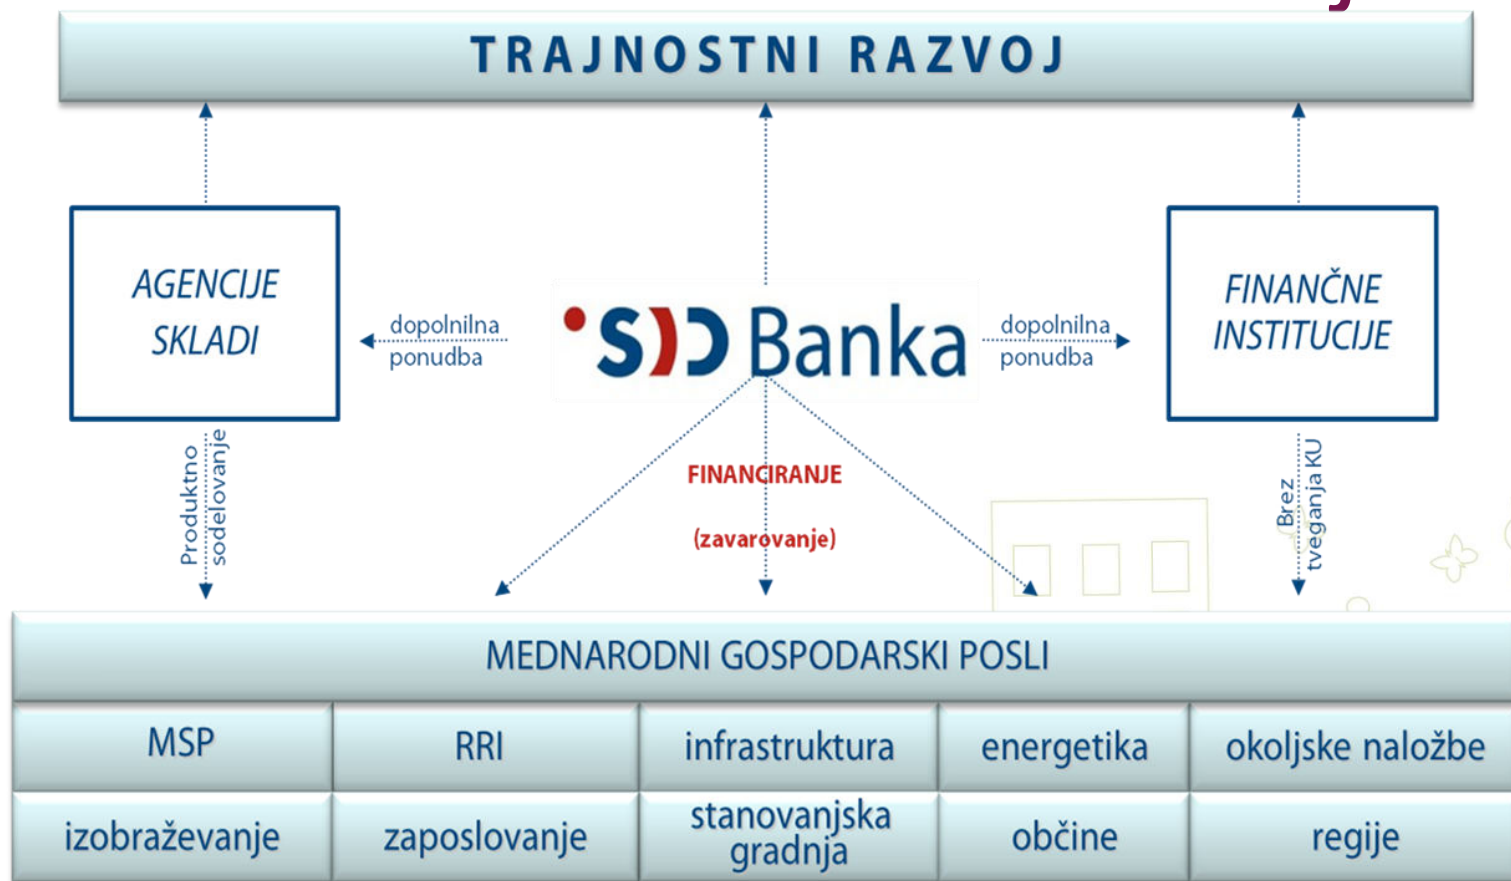 TRAJNOSTNI RAZVOJ
AGENCIJE
SKLADI
dopolnilna
ponudba
SID Banka
dopolnilna
ponudba
FINANČNE
INSTITUCIJE
Produktno
sodelovanje
FINANCIRANJE
(zavarovanje)
Brez
tveganja KU
MEDNARODNI GOSPODARSKI POSLI
MSP
RRI
infrastruktura
energetika
okoljske naložbe
izobraževanje
zaposlovanje
stanovanjska
gradnja
občine
regije